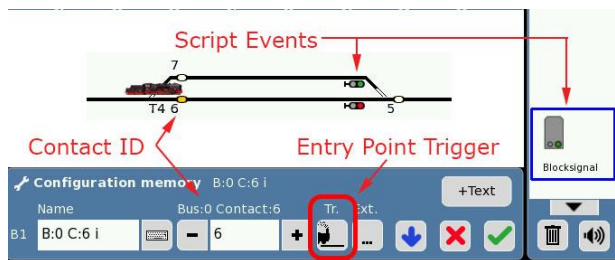 Script Events
7
T4 6
5
Contact ID
Entry Point Trigger
Blocksignal
Configuration memory B:0 C:6 i
+Text
Name Bus:0 Contact:6 Tr. Ext.
B1 B:0 C:6 i - 6 + ...